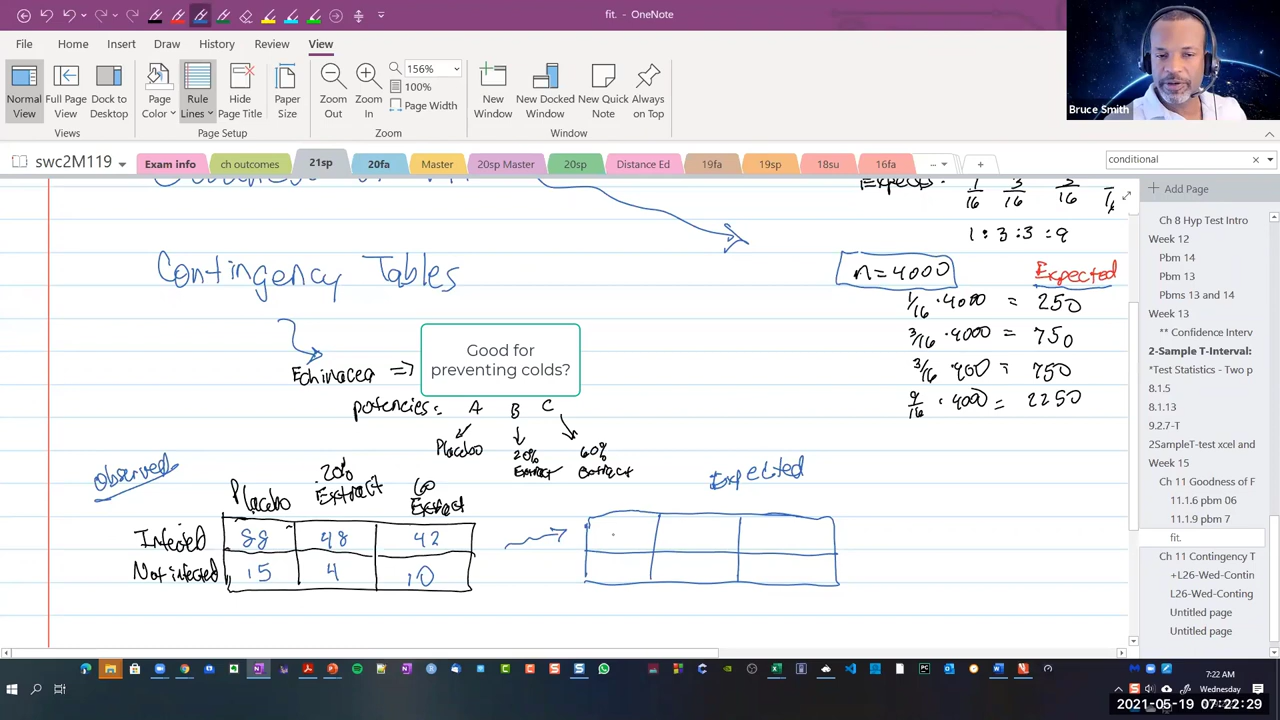 fit. - OneNote
Bruce Smith
File Home Insert Draw History Review View
Normal View
Full Page View
Dock to Desktop
Page Color
Rule Lines
Hide Page Title
Paper Size
Zoom Out
Zoom In
156%
100%
Page Width
New Window
New Docked Window
New Quick Note
Always on Top
Views
Page Setup
Zoom
Window
swc2M119
Exam info ch outcomes 21sp 20fa Master 20sp Master 20sp Distance Ed 19fa 19sp 18su 16fa ... +
conditional
Add Page
Ch 8 Hyp Test Intro
Week 12
Pbm 14
Pbm 13
Pbms 13 and 14
Week 13
** Confidence Interv
2-Sample T-Interval:
*Test Statistics - Two p
8.1.5
8.1.13
9.2.7-T
2SampleT-test xcel and
Week 15
Ch 11 Goodness of F
11.1.6 pbm 06
11.1.9 pbm 7
fit.
Ch 11 Contingency T
+L26-Wed-Contin
L26-Wed-Conting
Untitled page
Untitled page
Expects:
1/16 3/16 3/16
1:3:3:9
n=4000
Expected
1/16 · 4000 = 250
3/16 · 4000 = 750
3/16 · 400 = 750
9/16 · 4000 = 2250
Contingency Tables
Echinacea =>
Good for
preventing colds?
potencies: A B C
Placebo 20% Extract 60% Extract
Observed
Placebo 20% Extract 60 Extract
Infected 88 48 42
Not infected 15 4 10
Expected
7:22 AM
Wednesday
2021-05-19 07:22:29